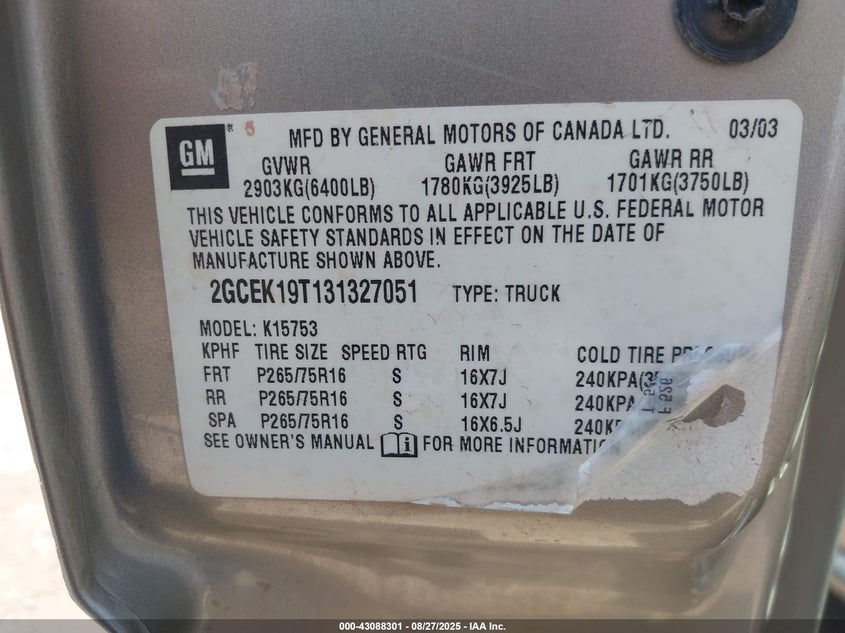 GM ® MFD BY GENERAL MOTORS OF CANADA LTD. 03/03
GVWR GAWR FRT GAWR RR
2903KG(6400LB) 1780KG(3925LB) 1701KG(3750LB)
THIS VEHICLE CONFORMS TO ALL APPLICABLE U.S. FEDERAL MOTOR
VEHICLE SAFETY STANDARDS IN EFFECT ON THE DATE OF
MANUFACTURE SHOWN ABOVE.
2GCEK19T131327051 TYPE: TRUCK
MODEL: K15753
KPHF TIRE SIZE SPEED RTG RIM COLD TIRE
FRT P265/75R16 S 16X7J 240KPA(35
RR P265/75R16 S 16X7J 240KPA
SPA P265/75R16 S 16X6.5J 240K
SEE OWNER'S MANUAL i FOR MORE INFORMATIO
000-43088301 - 08/27/2025 - IAA Inc.